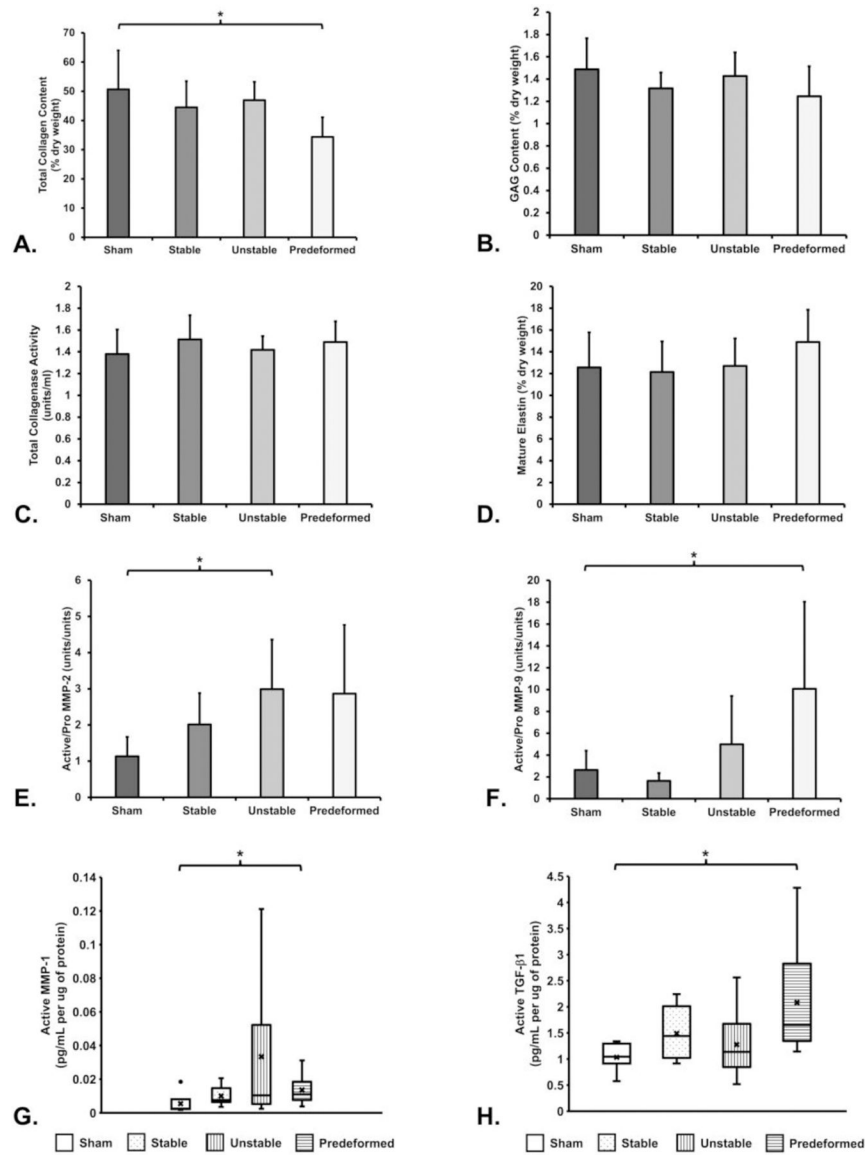 *
Total Collagen Content
(% dry weight)
70
60
50
40
30
20
10
0
Sham Stable Unstable Predeformed
A.
GAG Content (% dry weight)
2
1.8
1.6
1.4
1.2
1
0.8
0.6
0.4
0.2
0
Sham Stable Unstable Predeformed
B.
Total Collagenase Activity
(units/ml)
2
1.8
1.6
1.4
1.2
1
0.8
0.6
0.4
0.2
0
Sham Stable Unstable Predeformed
C.
Mature Elastin (% dry weight)
20
18
16
14
12
10
8
6
4
2
0
Sham Stable Unstable Predeformed
D.
*
Active/Pro MMP-2 (units/units)
6
5
4
3
2
1
0
Sham Stable Unstable Predeformed
E.
*
Active/Pro MMP-9 (units/units)
20
18
16
14
12
10
8
6
4
2
0
Sham Stable Unstable Predeformed
F.
*
Active MMP-1
(pg/mL per ug of protein)
0.14
0.12
0.1
0.08
0.06
0.04
0.02
0
G.
Sham Stable Unstable Predeformed
*
Active TGF-β1
(pg/mL per ug of protein)
4.5
4
3.5
3
2.5
2
1.5
1
0.5
0
H.
Sham Stable Unstable Predeformed